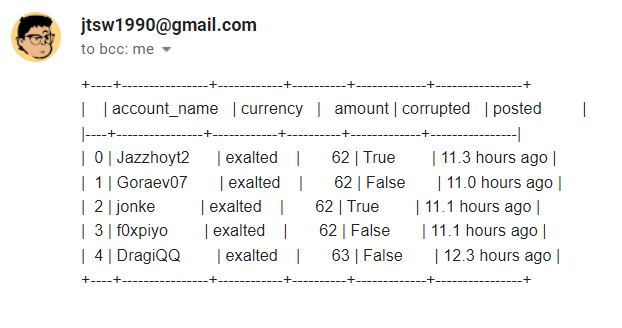 jtsw1990@gmail.com
to bcc: me
+----+----------------+------------+----------+-------------+----------------+
|    | account_name   | currency   |   amount | corrupted   | posted         |
|----+----------------+------------+----------+-------------+----------------|
|  0 | Jazzhoyt2      | exalted    |       62 | True        | 11.3 hours ago |
|  1 | Goraev07       | exalted    |       62 | False       | 11.0 hours ago |
|  2 | jonke          | exalted    |       62 | True        | 11.1 hours ago |
|  3 | f0xpiyo        | exalted    |       62 | False       | 11.1 hours ago |
|  4 | DragiQQ        | exalted    |       63 | False       | 12.3 hours ago |
+----+----------------+------------+----------+-------------+----------------+